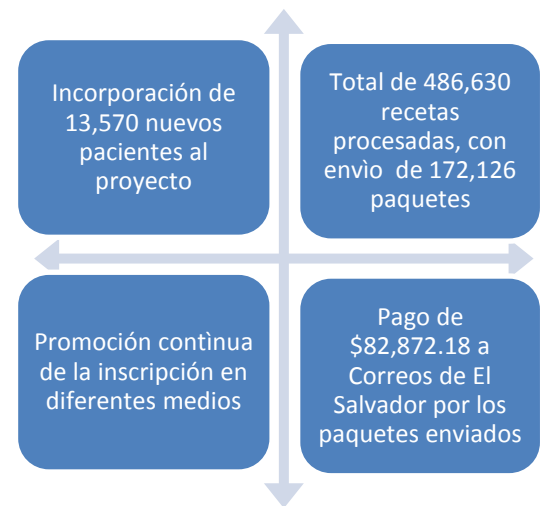 Incorporación de
13,570 nuevos
pacientes al
proyecto
Total de 486,630
recetas
procesadas, con
envìo de 172,126
paquetes
Promoción contìnua
de la inscripción en
diferentes medios
Pago de
$82,872.18 a
Correos de El
Salvador por los
paquetes enviados